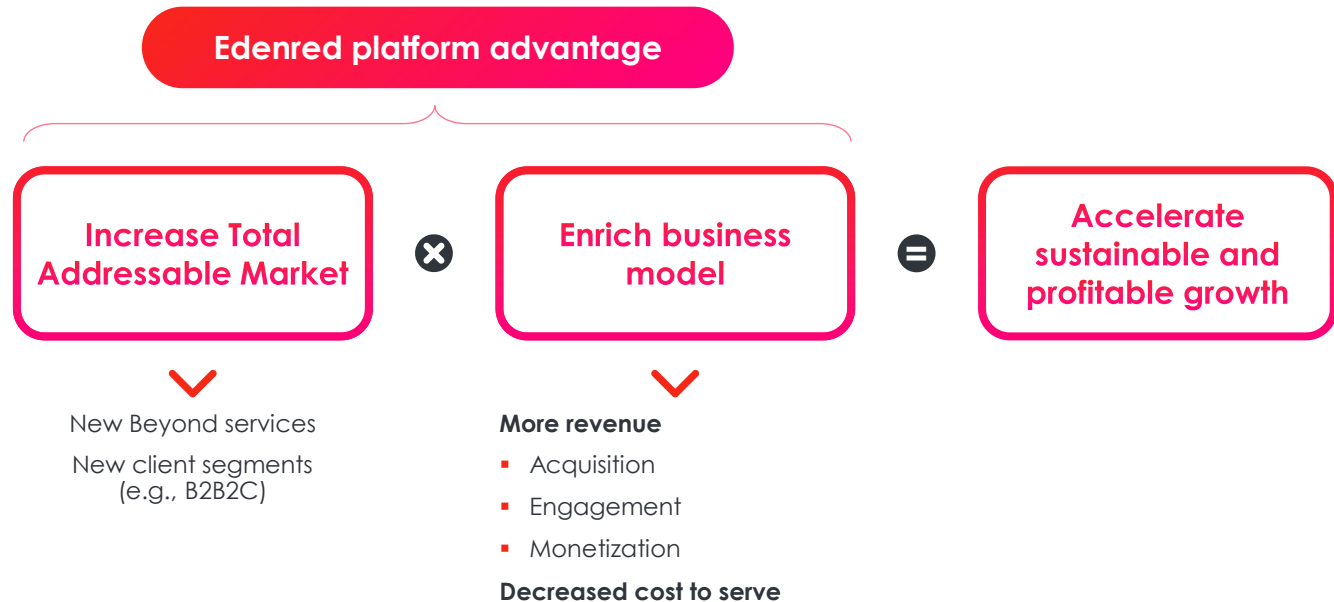 Edenred platform advantage
Increase Total
Addressable Market
Enrich business
model
Accelerate
sustainable and
profitable growth
New Beyond services
New client segments
(e.g., B2B2C)
More revenue
Acquisition
Engagement
Monetization
Decreased cost to serve